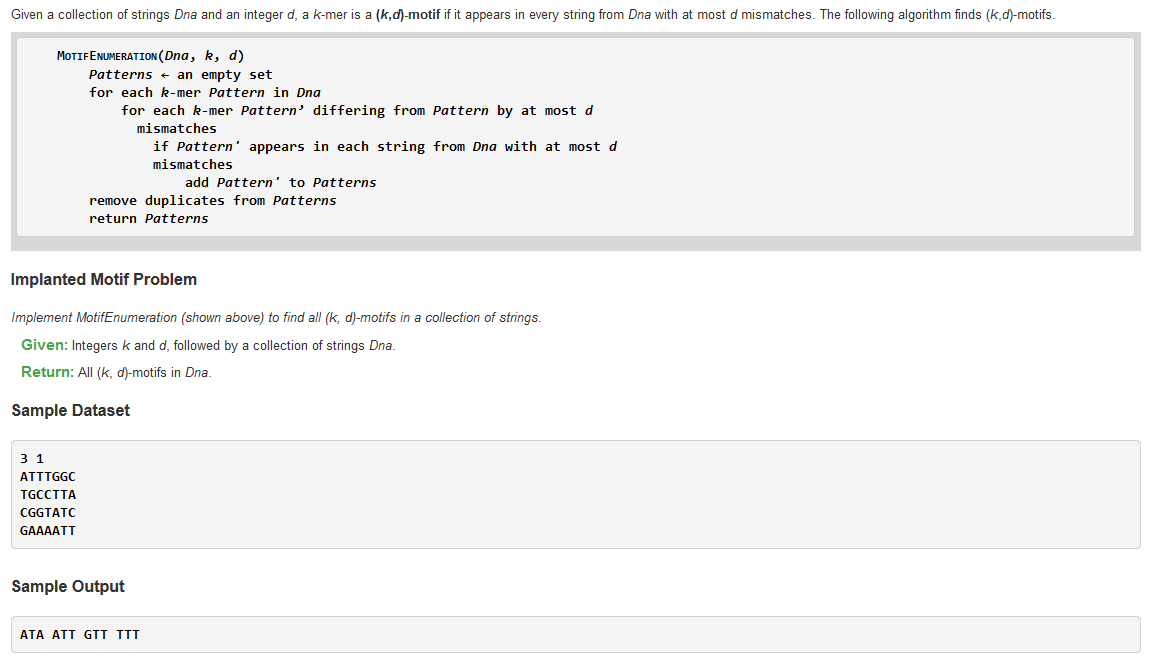 Given a collection of strings Dna and an integer d, a k-mer is a (k,d)-motif if it appears in every string from Dna with at most d mismatches. The following algorithm finds (k,d)-motifs.
MOTIFENUMERATION(Dna, k, d)
Patterns ← an empty set
for each k-mer Pattern in Dna
for each k-mer Pattern’ differing from Pattern by at most d
mismatches
if Pattern' appears in each string from Dna with at most d
mismatches
add Pattern' to Patterns
remove duplicates from Patterns
return Patterns
Implanted Motif Problem
Implement MotifEnumeration (shown above) to find all (k, d)-motifs in a collection of strings.
Given: Integers k and d, followed by a collection of strings Dna.
Return: All (k, d)-motifs in Dna.
Sample Dataset
3 1
ATTTGGC
TGCCTTA
CGGTATC
GAAAATT
Sample Output
ATA ATT GTT TTT